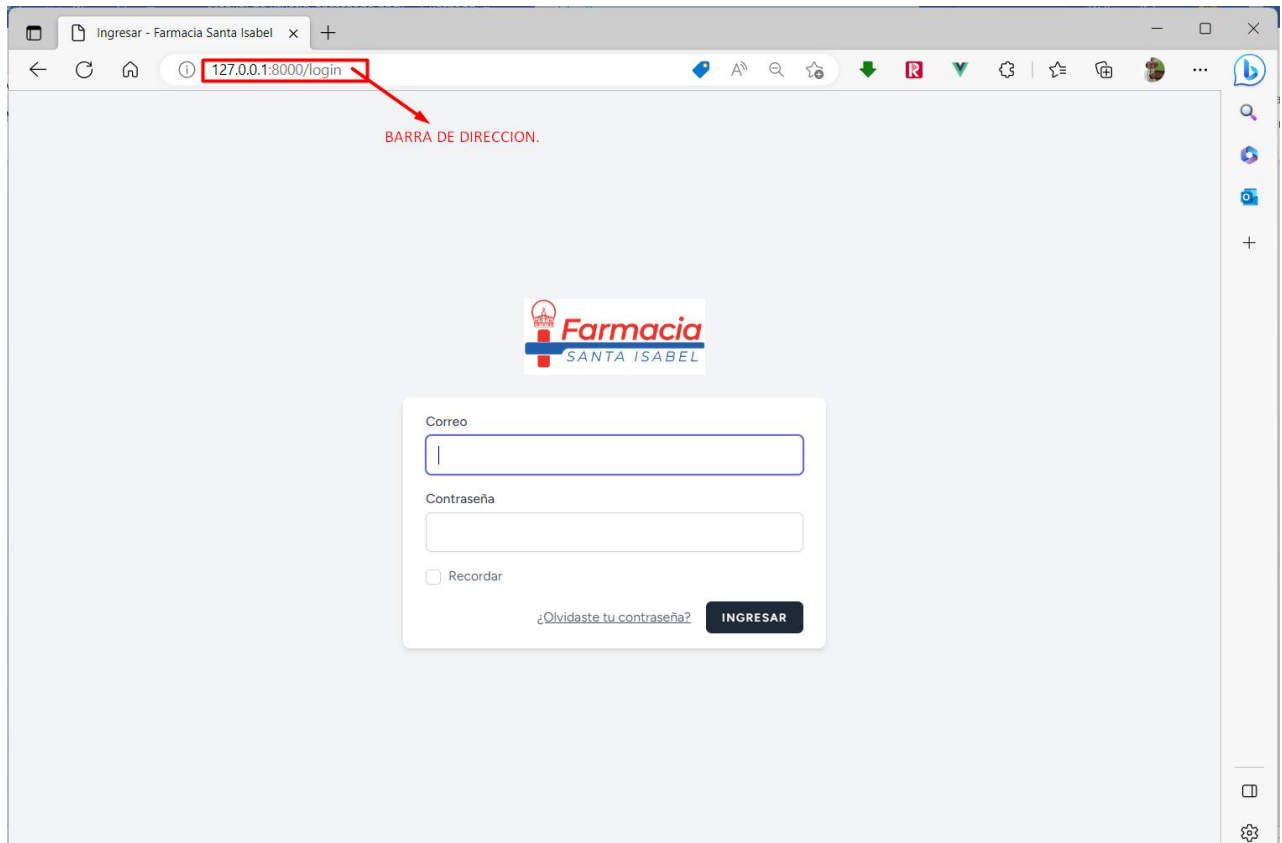 Ingresar - Farmacia Santa Isabel
127.0.0.1:8000/login
BARRA DE DIRECCION.
Farmacia
SANTA ISABEL
Correo
Contraseña
Recordar
¿Olvidaste tu contraseña? INGRESAR